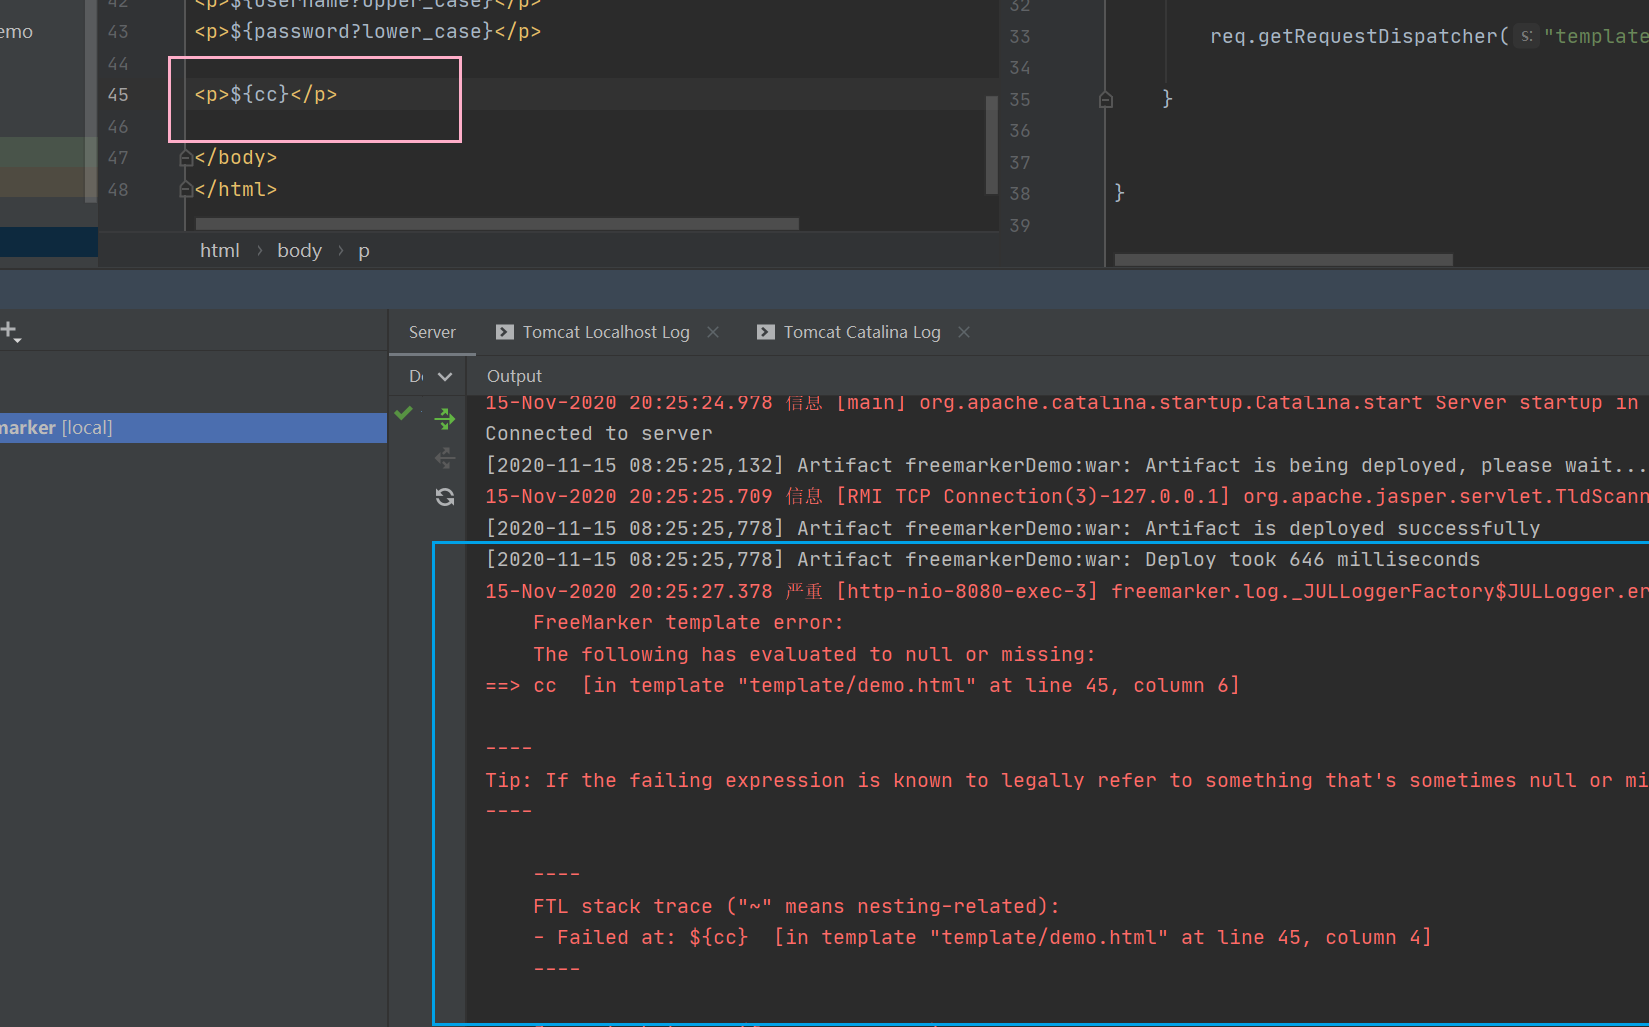 42 <p>${username?upper_case}</p>
emo
43 <p>${password?lower_case}</p>
44
45 <p>${cc}</p>
46
47 </body>
48 </html>
html › body › p
32
33 req.getRequestDispatcher( s: "template
34
35 }
36
37
38 }
39
Server Tomcat Localhost Log Tomcat Catalina Log
Output
marker [local]
15-Nov-2020 20:25:24.978 信息 [main] org.apache.catalina.startup.Catalina.start Server startup in
Connected to server
[2020-11-15 08:25:25,132] Artifact freemarkerDemo:war: Artifact is being deployed, please wait...
15-Nov-2020 20:25:25.709 信息 [RMI TCP Connection(3)-127.0.0.1] org.apache.jasper.servlet.TldScann
[2020-11-15 08:25:25,778] Artifact freemarkerDemo:war: Artifact is deployed successfully
[2020-11-15 08:25:25,778] Artifact freemarkerDemo:war: Deploy took 646 milliseconds
15-Nov-2020 20:25:27.378 严重 [http-nio-8080-exec-3] freemarker.log._JULLoggerFactory$JULLogger.er
FreeMarker template error:
The following has evaluated to null or missing:
==> cc [in template "template/demo.html" at line 45, column 6]
----
Tip: If the failing expression is known to legally refer to something that's sometimes null or mi
----
----
FTL stack trace ("~" means nesting-related):
- Failed at: ${cc} [in template "template/demo.html" at line 45, column 4]
----